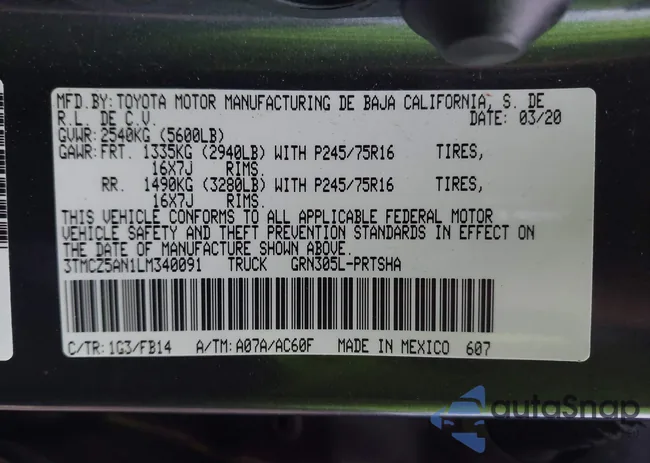 MFD.BY: TOYOTA MOTOR MANUFACTURING DE BAJA CALIFORNIA, S. DE
R.L. DE C.V. DATE: 03/20
GVWR: 2540KG (5600LB)
GAWR: FRT. 1335KG (2940LB) WITH P245/75R16 TIRES,
16X7J RIMS.
RR. 1490KG (3280LB) WITH P245/75R16 TIRES,
16X7J RIMS.
THIS VEHICLE CONFORMS TO ALL APPLICABLE FEDERAL MOTOR
VEHICLE SAFETY AND THEFT PREVENTION STANDARDS IN EFFECT ON
THE DATE OF MANUFACTURE SHOWN ABOVE.
3TMCZ5AN1LM340091 TRUCK GRN305L-PRTSHA
C/TR: 1G3/FB14 A/TM: A07A/AC60F MADE IN MEXICO 607
autoSnap